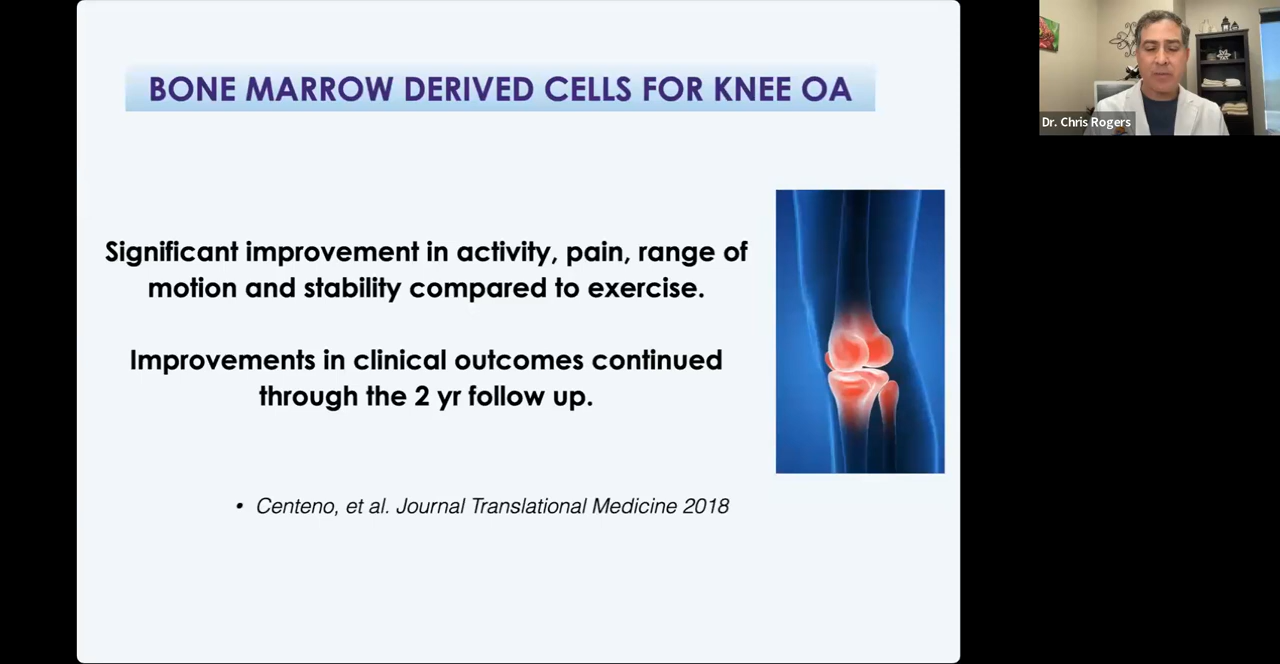 BONE MARROW DERIVED CELLS FOR KNEE OA
Significant improvement in activity, pain, range of
motion and stability compared to exercise.
Improvements in clinical outcomes continued
through the 2 yr follow up.
• Centeno, et al. Journal Translational Medicine 2018
Dr. Chris Rogers